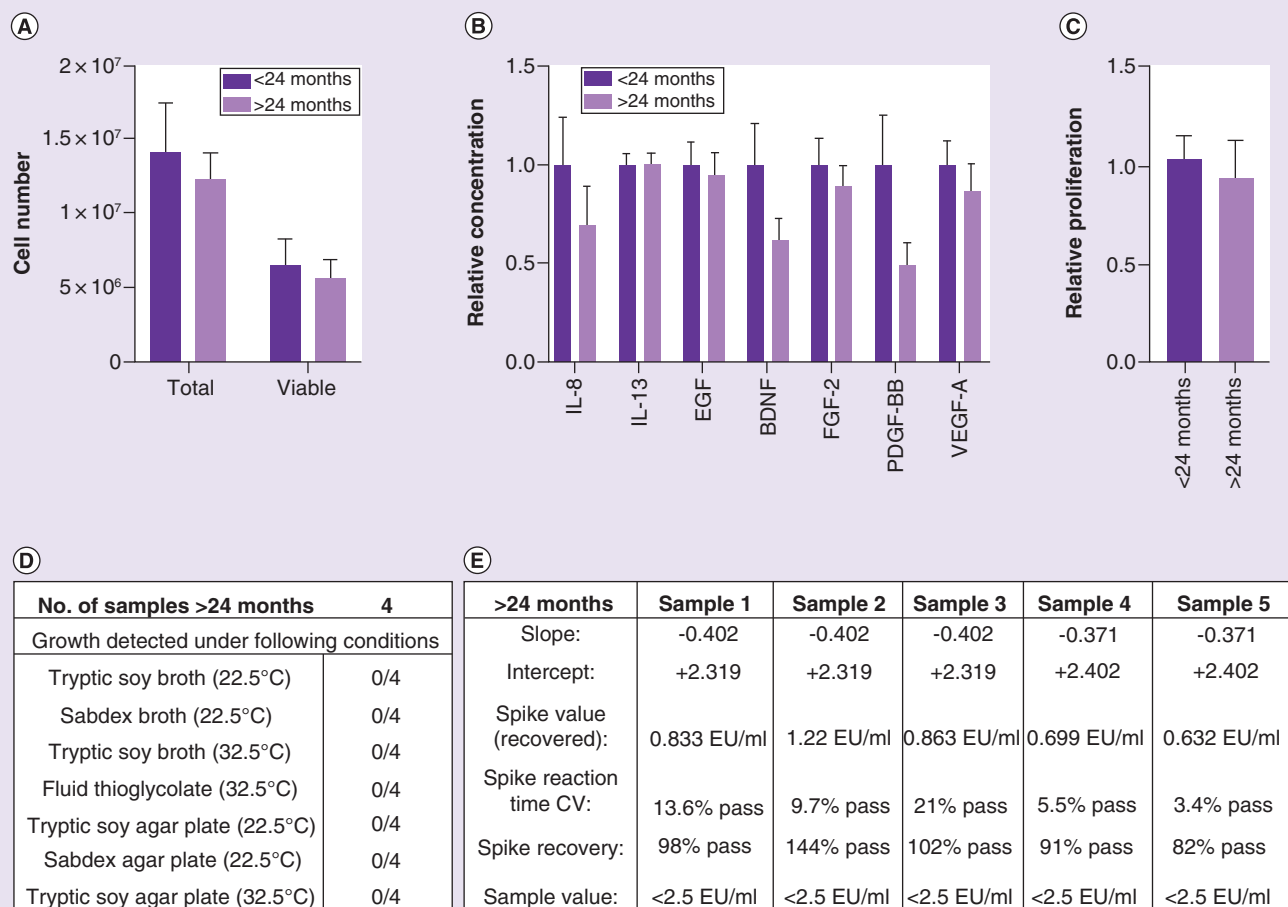 A
2 × 10⁷
1.5 × 10⁷
1 × 10⁷
5 × 10⁶
0
Cell number
<24 months
>24 months
Total Viable
B
1.5
1.0
0.5
0.0
Relative concentration
<24 months
>24 months
IL-8
IL-13
EGF
BDNF
FGF-2
PDGF-BB
VEGF-A
C
1.5
1.0
0.5
0.0
Relative proliferation
<24 months
>24 months
D
No. of samples >24 months 4
Growth detected under following conditions
Tryptic soy broth (22.5°C) 0/4
Sabdex broth (22.5°C) 0/4
Tryptic soy broth (32.5°C) 0/4
Fluid thioglycolate (32.5°C) 0/4
Tryptic soy agar plate (22.5°C) 0/4
Sabdex agar plate (22.5°C) 0/4
Tryptic soy agar plate (32.5°C) 0/4
E
>24 months Sample 1 Sample 2 Sample 3 Sample 4 Sample 5
Slope: -0.402 -0.402 -0.402 -0.371 -0.371
Intercept: +2.319 +2.319 +2.319 +2.402 +2.402
Spike value
(recovered): 0.833 EU/ml 1.22 EU/ml 0.863 EU/ml 0.699 EU/ml 0.632 EU/ml
Spike reaction
time CV: 13.6% pass 9.7% pass 21% pass 5.5% pass 3.4% pass
Spike recovery: 98% pass 144% pass 102% pass 91% pass 82% pass
Sample value: <2.5 EU/ml <2.5 EU/ml <2.5 EU/ml <2.5 EU/ml <2.5 EU/ml